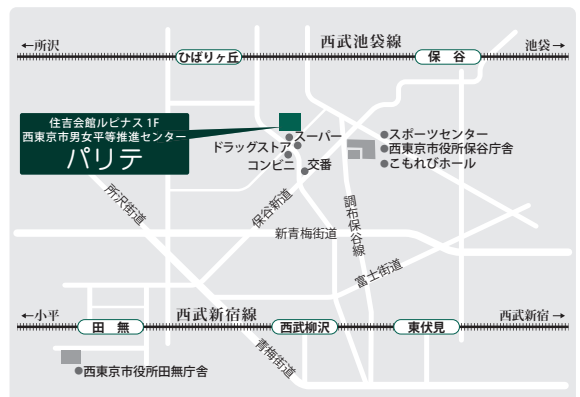 ←所沢
西武池袋線
池袋→
ひばりヶ丘
保谷
住吉会館ルピナス1F
西東京市男女平等推進センター
パリテ
スーパー
ドラッグストア
コンビニ
交番
スポーツセンター
西東京市役所保谷庁舎
こもれびホール
所沢街道
保谷新道
調布保谷線
新青梅街道
富士街道
←小平
西武新宿線
西武新宿→
田無
西武柳沢
東伏見
青梅街道
西東京市役所田無庁舎